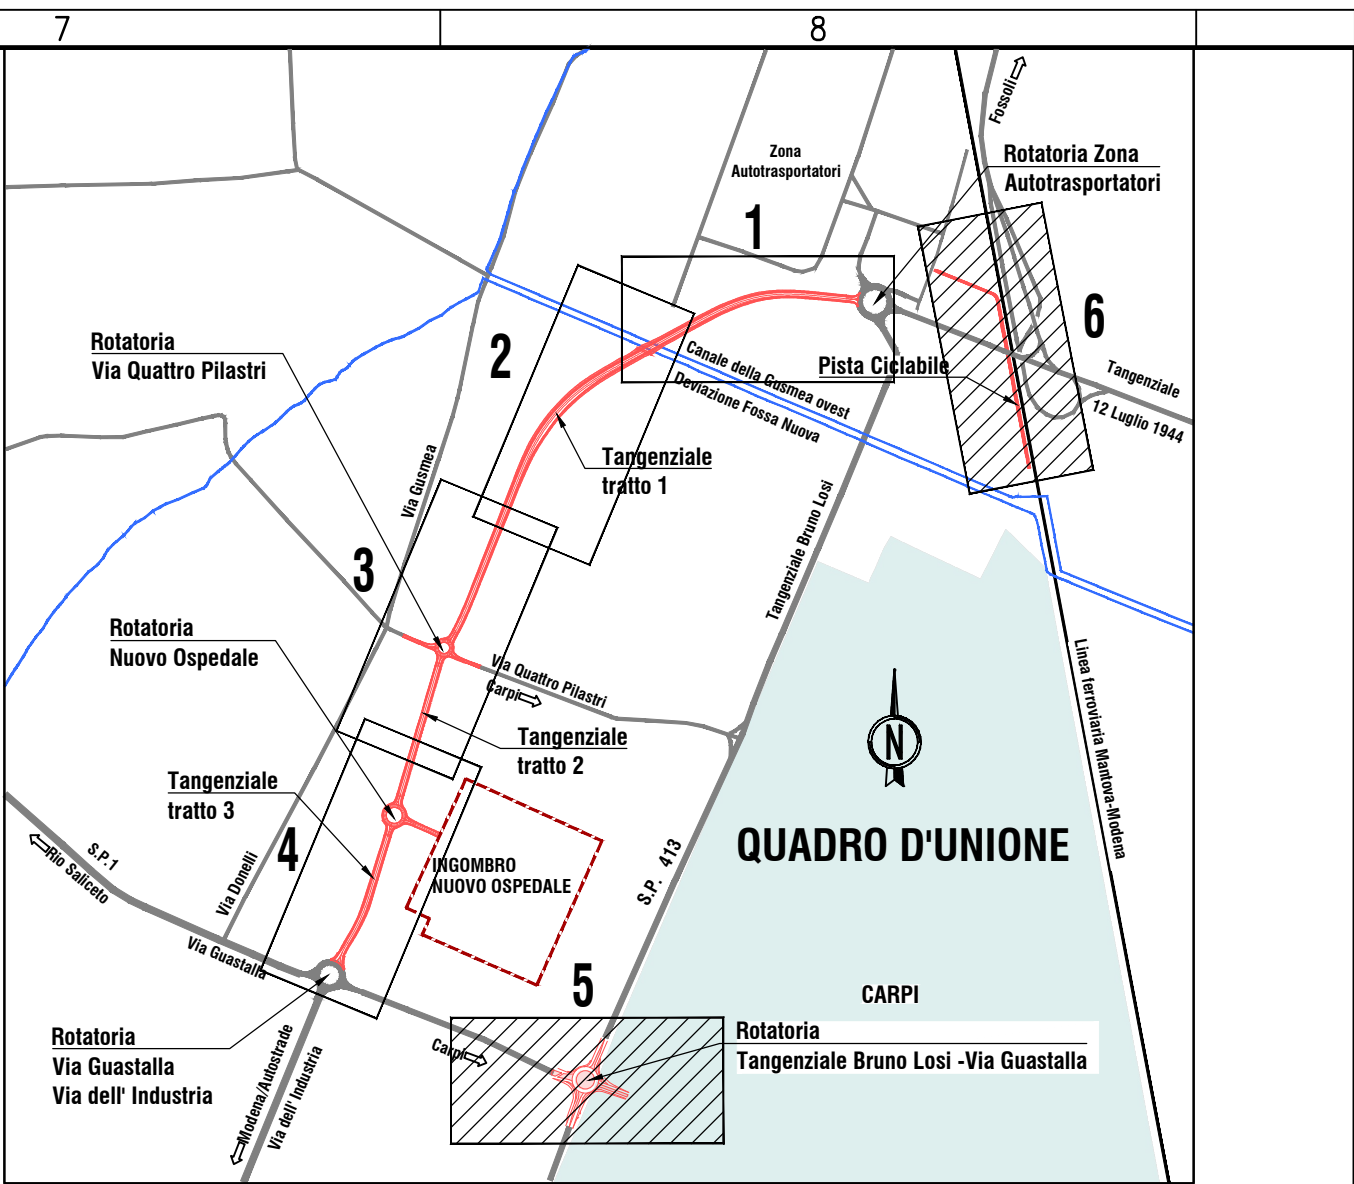 7
8
Fossoli
Zona
Autotrasportatori
Rotatoria Zona
Autotrasportatori
1
6
2
Rotatoria
Via Quattro Pilastri
Canale della Gusmea ovest
Deviazione Fossa Nuova
Pista Ciclabile
Tangenziale
12 Luglio 1944
Via Gusmea
Tangenziale
tratto 1
Tangenziale Bruno Losi
3
Rotatoria
Nuovo Ospedale
Via Quattro Pilastri
Carpi
Linea ferroviaria Mantova-Modena
N
Tangenziale
tratto 2
Tangenziale
tratto 3
S.P.1
Rio Saliceto
4
Via Donelli
INGOMBRO
NUOVO OSPEDALE
S.P. 413
QUADRO D'UNIONE
Via Guastalla
5
CARPI
Rotatoria
Via Guastalla
Via dell' Industria
Modena/Autostrade
Via dell' Industria
Carpi
Rotatoria
Tangenziale Bruno Losi -Via Guastalla